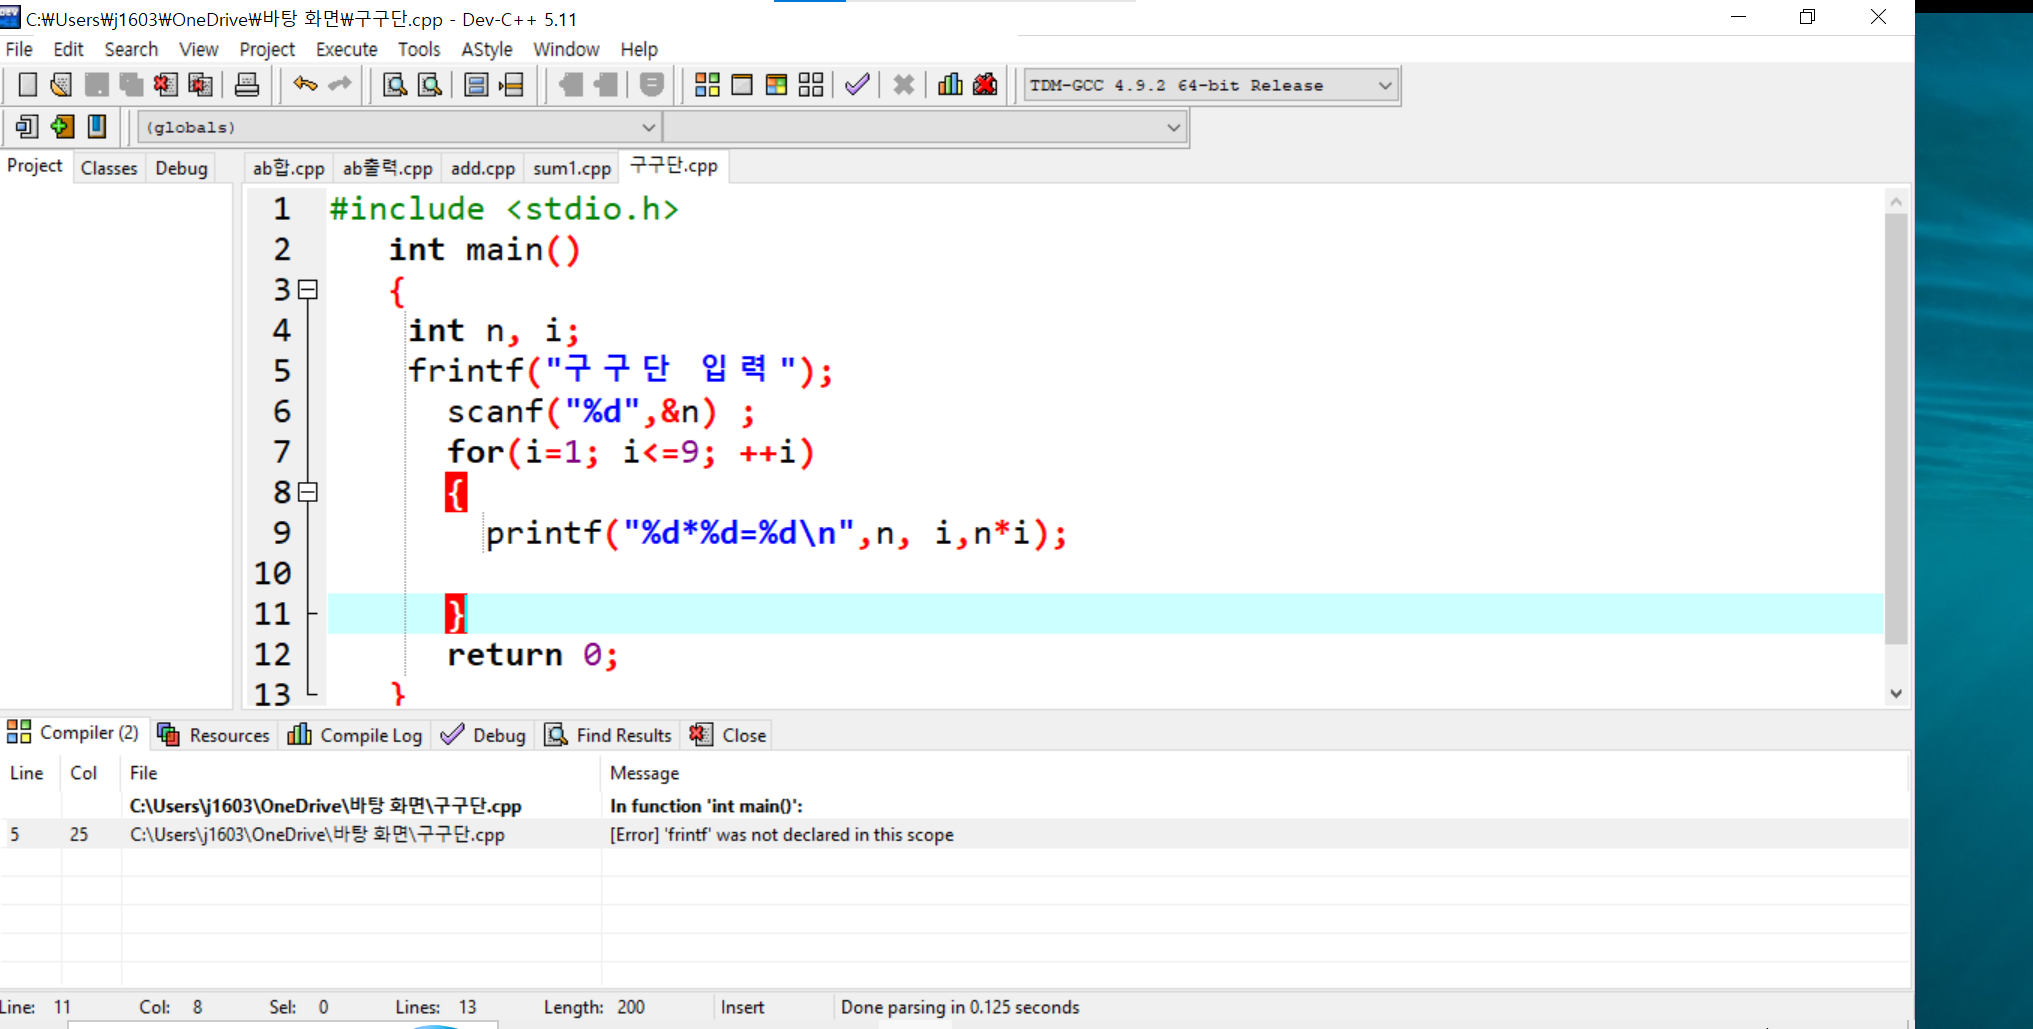 C:₩Users₩j1603₩OneDrive₩바탕 화면₩구구단.cpp - Dev-C++ 5.11
File Edit Search View Project Execute Tools AStyle Window Help
TDM-GCC 4.9.2 64-bit Release
(globals)
Project Classes Debug ab합.cpp ab출력.cpp add.cpp sum1.cpp 구구단.cpp
1 #include <stdio.h>
2 int main()
3 {
4 int n, i;
5 frintf("구구단 입력");
6 scanf("%d",&n) ;
7 for(i=1; i<=9; ++i)
8 {
9 printf("%d*%d=%d\n",n, i,n*i);
10
11 }
12 return 0;
13 }
Compiler (2) Resources Compile Log Debug Find Results Close
Line Col File Message
C:\Users\j1603\OneDrive\바탕 화면\구구단.cpp In function 'int main()':
5 25 C:\Users\j1603\OneDrive\바탕 화면\구구단.cpp [Error] 'frintf' was not declared in this scope
Line: 11 Col: 8 Sel: 0 Lines: 13 Length: 200 Insert Done parsing in 0.125 seconds